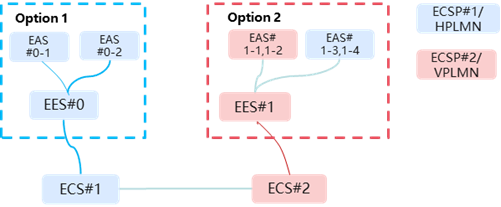 Option 1
EAS
#0-1
EAS
#0-2
EES#0
ECS#1
Option 2
EAS#
1-1,1-2
EAS#
1-3,1-4
EES#1
ECS#2
ECSP#1/
HPLMN
ECSP#2/
VPLMN